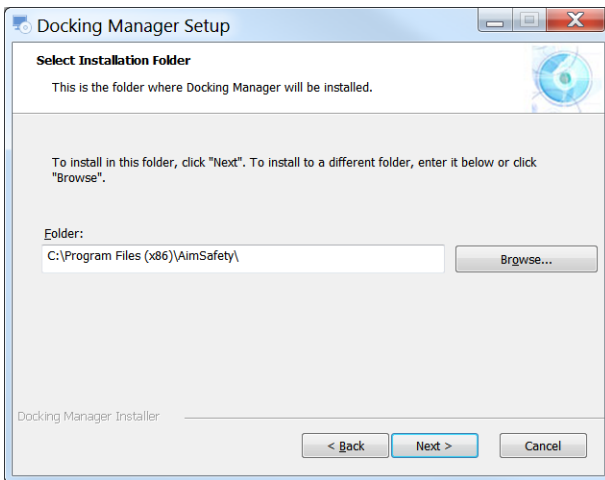 Docking Manager Setup
Select Installation Folder
This is the folder where Docking Manager will be installed.
To install in this folder, click "Next". To install to a different folder, enter it below or click
"Browse".
Folder:
C:\Program Files (x86)\AimSafety\
Browse...
Docking Manager Installer
< Back
Next >
Cancel